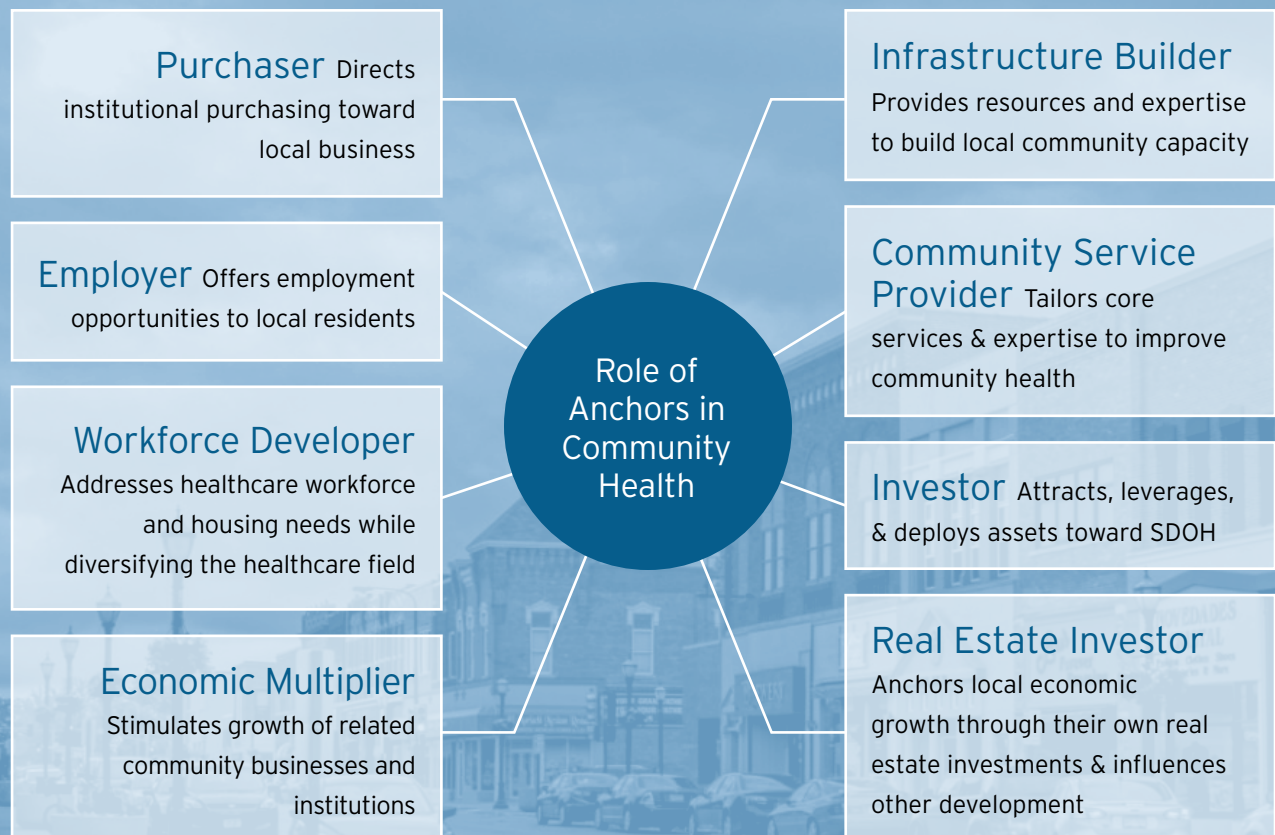 Purchaser Directs
institutional purchasing toward
local business
Employer Offers employment
opportunities to local residents
Workforce Developer
Addresses healthcare workforce
and housing needs while
diversifying the healthcare field
Economic Multiplier
Stimulates growth of related
community businesses and
institutions
Role of
Anchors in
Community
Health
Infrastructure Builder
Provides resources and expertise
to build local community capacity
Community Service
Provider Tailors core
services & expertise to improve
community health
Investor Attracts, leverages,
& deploys assets toward SDOH
Real Estate Investor
Anchors local economic
growth through their own real
estate investments & influences
other development